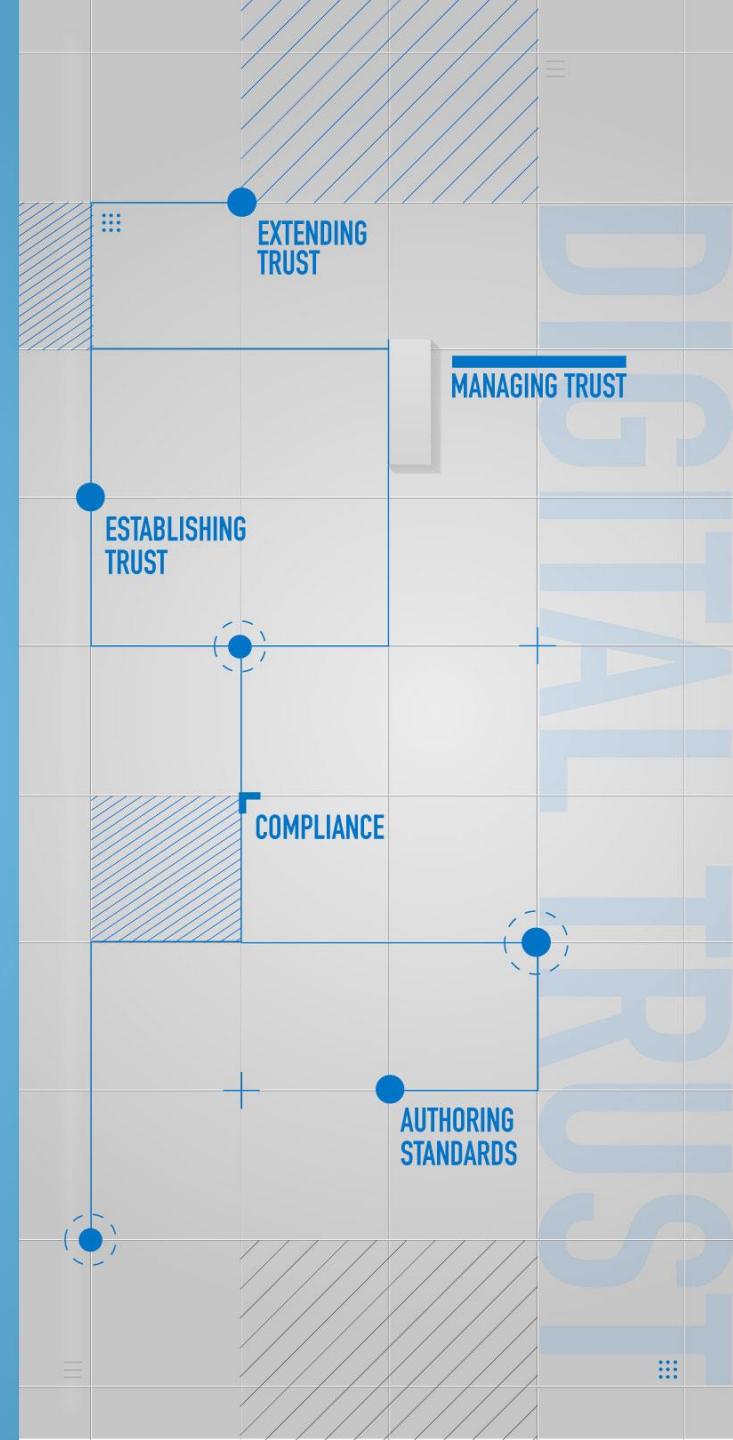 EXTENDING
TRUST
MANAGING TRUST
ESTABLISHING
TRUST
COMPLIANCE
AUTHORING
STANDARDS
DIGITAL TRUST